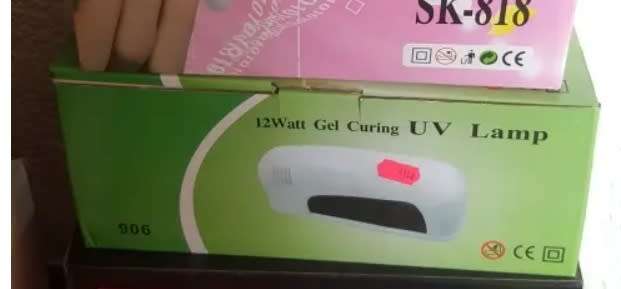 SK-818
CE
12Watt Gel Curing UV Lamp
906
CE